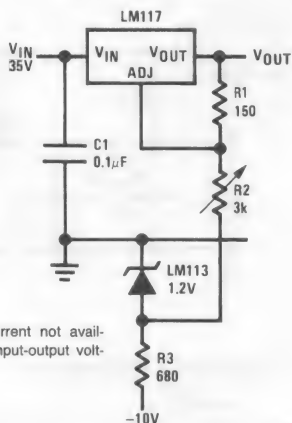 LM117
VIN
35V
VIN
VOUT
VOUT
ADJ
R1
150
C1
0.1μF
R2
3k
LM113
1.2V
rrent not avail-
nput-output volt-
R3
680
–10V